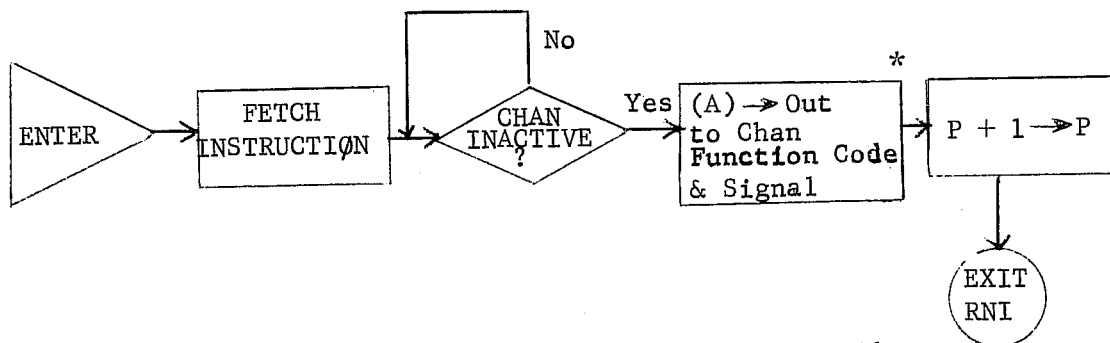 No
*
ENTER
FETCH
INSTRUCTIØN
CHAN
INACTIVE
?
Yes
(A) → Out
to Chan
Function Code
& Signal
P + 1 → P
EXIT
RNI